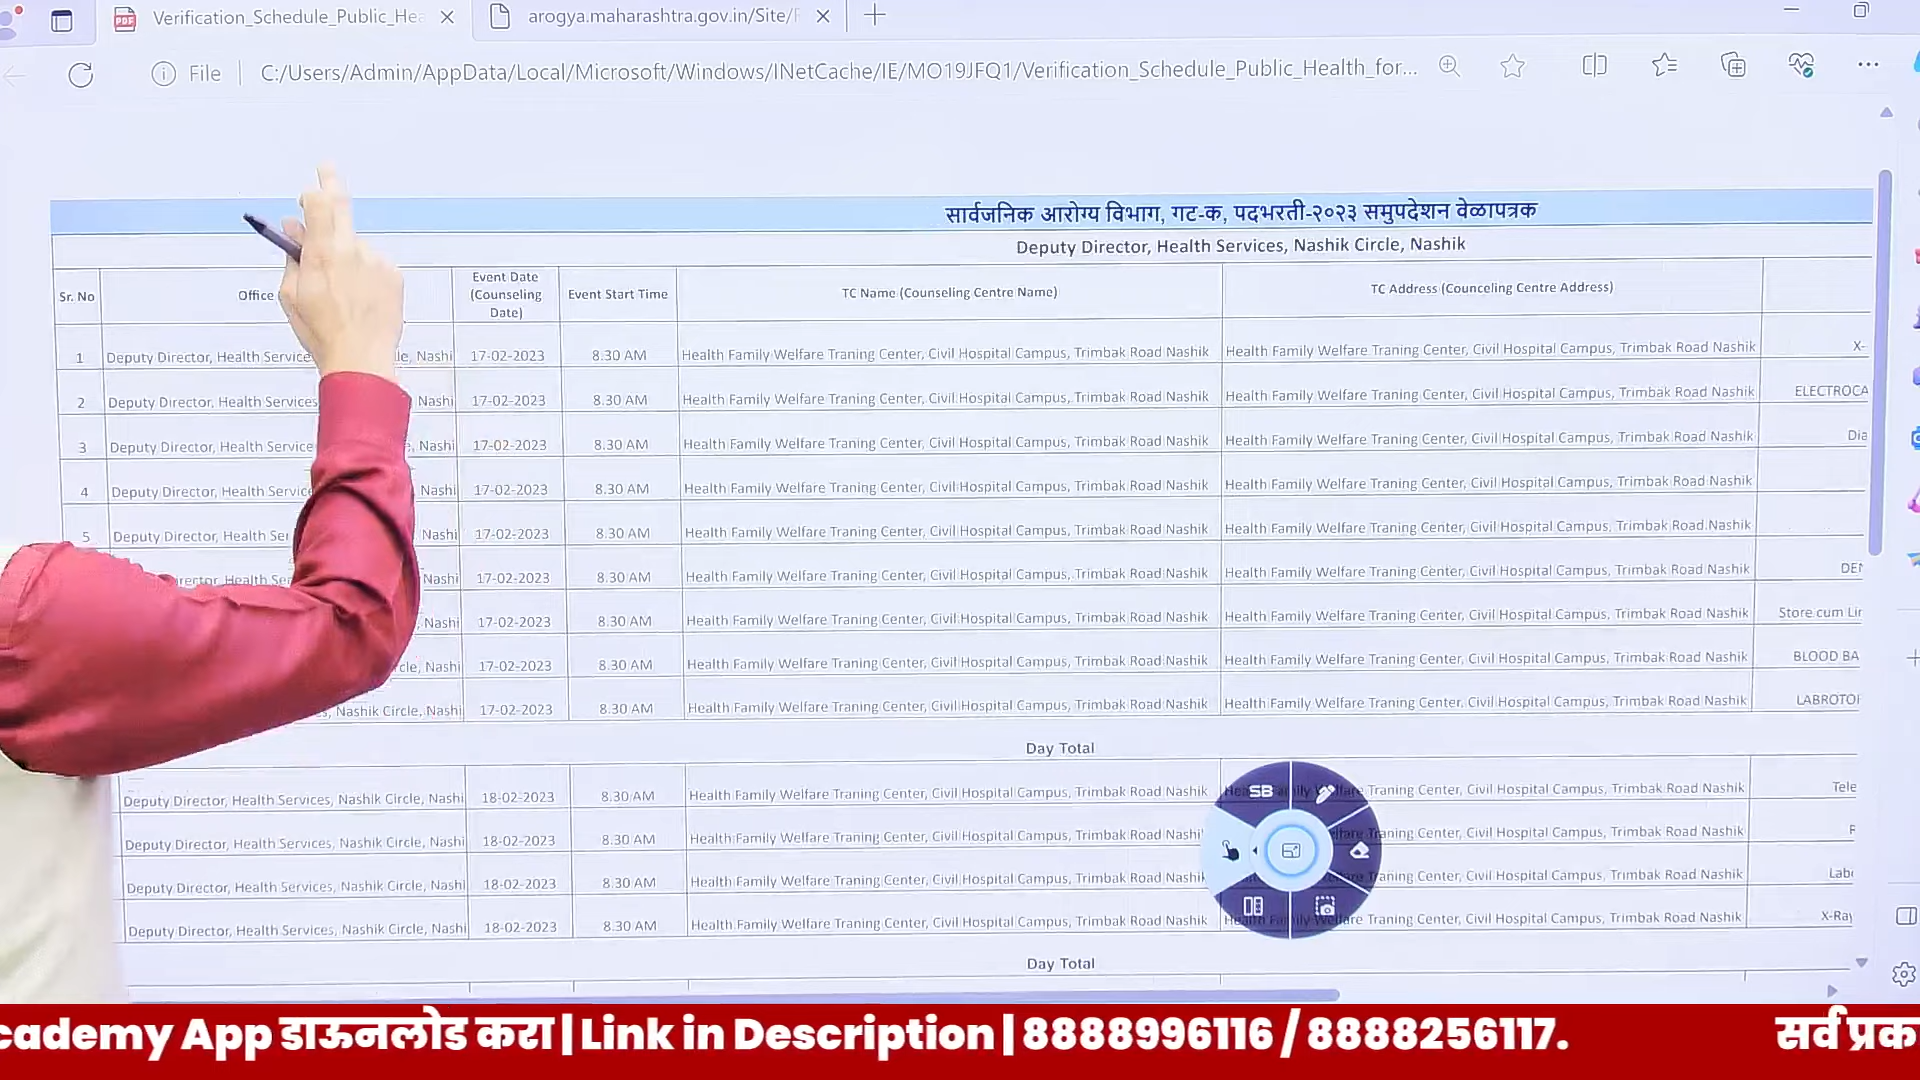 Verification_Schedule_Public_Hea
arogya.maharashtra.gov.in/Site/
File
C:/Users/Admin/AppData/Local/Microsoft/Windows/INetCache/IE/MO19JFQ1/Verification_Schedule_Public_Health_for...
सार्वजनिक आरोग्य विभाग, गट-क, पदभरती-२०२३ समुपदेशन वेळापत्रक
Deputy Director, Health Services, Nashik Circle, Nashik
Sr. No Office Event Date (Counseling Date) Event Start Time TC Name (Counseling Centre Name) TC Address (Counceling Centre Address)
1 Deputy Director, Health Service le, Nashi 17-02-2023 8.30 AM Health Family Welfare Traning Center, Civil Hospital Campus, Trimbak Road Nashik Health Family Welfare Traning Center, Civil Hospital Campus, Trimbak Road Nashik X-
2 Deputy Director, Health Services Nashi 17-02-2023 8.30 AM Health Family Welfare Traning Center, Civil Hospital Campus, Trimbak Road Nashik Health Family Welfare Traning Center, Civil Hospital Campus, Trimbak Road Nashik ELECTROCA
3 Deputy Director, Health Service , Nashi 17-02-2023 8.30 AM Health Family Welfare Traning Center, Civil Hospital Campus, Trimbak Road Nashik Health Family Welfare Traning Center, Civil Hospital Campus, Trimbak Road Nashik Dia
4 Deputy Director, Health Service Nashi 17-02-2023 8.30 AM Health Family Welfare Traning Center, Civil Hospital Campus, Trimbak Road Nashik Health Family Welfare Traning Center, Civil Hospital Campus, Trimbak Road Nashik
5 Deputy Director, Health Ser Nashi 17-02-2023 8.30 AM Health Family Welfare Traning Center, Civil Hospital Campus, Trimbak Road Nashik Health Family Welfare Traning Center, Civil Hospital Campus, Trimbak Road Nashik
irector, Health Ser Nashi 17-02-2023 8.30 AM Health Family Welfare Traning Center, Civil Hospital Campus, Trimbak Road Nashik Health Family Welfare Traning Center, Civil Hospital Campus, Trimbak Road Nashik DEN
, Nashi 17-02-2023 8.30 AM Health Family Welfare Traning Center, Civil Hospital Campus, Trimbak Road Nashik Health Family Welfare Traning Center, Civil Hospital Campus, Trimbak Road Nashik Store cum Lin
cle, Nashi 17-02-2023 8.30 AM Health Family Welfare Traning Center, Civil Hospital Campus, Trimbak Road Nashik Health Family Welfare Traning Center, Civil Hospital Campus, Trimbak Road Nashik BLOOD BA
s, Nashik Circle, Nashi 17-02-2023 8.30 AM Health Family Welfare Traning Center, Civil Hospital Campus, Trimbak Road Nashik Health Family Welfare Traning Center, Civil Hospital Campus, Trimbak Road Nashik LABROTOR
Day Total
Deputy Director, Health Services, Nashik Circle, Nashi 18-02-2023 8.30 AM Health Family Welfare Traning Center, Civil Hospital Campus, Trimbak Road Nashik SB Traning Center, Civil Hospital Campus, Trimbak Road Nashik Tele
Deputy Director, Health Services, Nashik Circle, Nashi 18-02-2023 8.30 AM Health Family Welfare Traning Center, Civil Hospital Campus, Trimbak Road Nashi Traning Center, Civil Hospital Campus, Trimbak Road Nashik
Deputy Director, Health Services, Nashik Circle, Nashi 18-02-2023 8.30 AM Health Family Welfare Traning Center, Civil Hospital Campus, Trimbak Road Nashik Traning Center, Civil Hospital Campus, Trimbak Road Nashik Labo
Deputy Director, Health Services, Nashik Circle, Nashi 18-02-2023 8.30 AM Health Family Welfare Traning Center, Civil Hospital Campus, Trimbak Road Nashik Traning Center, Civil Hospital Campus, Trimbak Road Nashik X-Ray
Day Total
cademy App डाऊनलोड करा | Link in Description | 8888996116 / 8888256117. सर्व प्रक